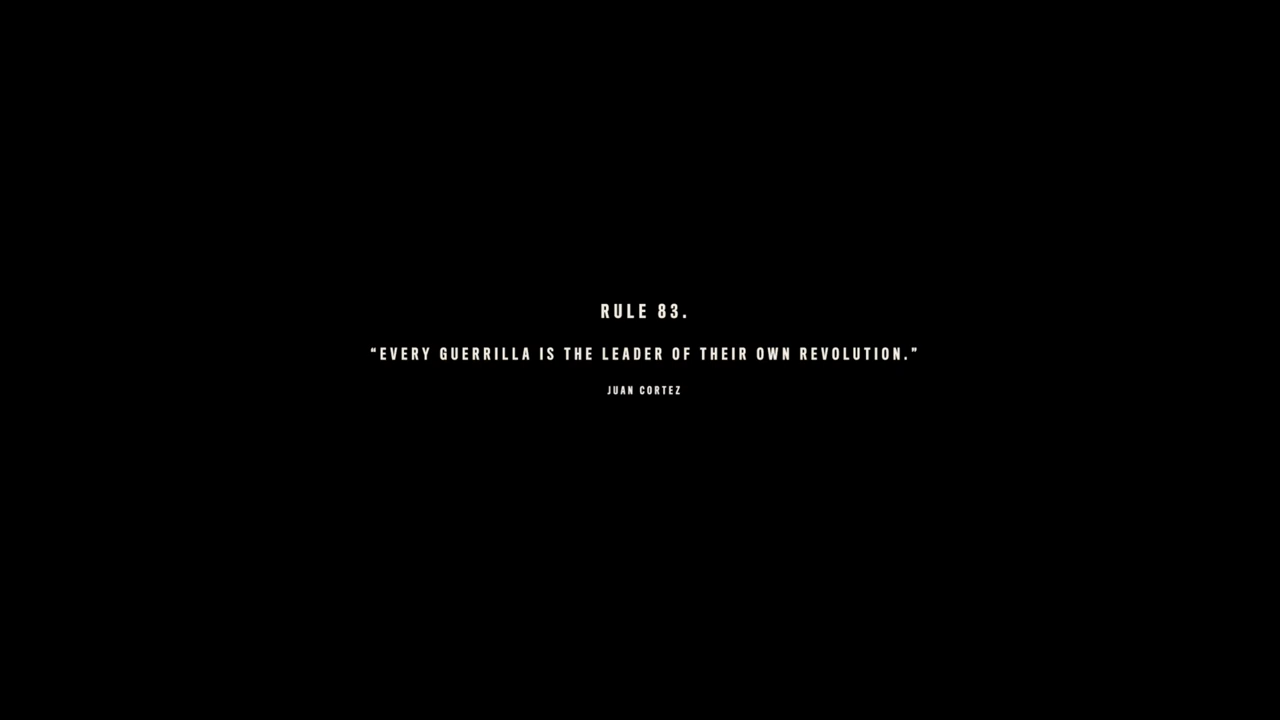 RULE 83.
“EVERY GUERRILLA IS THE LEADER OF THEIR OWN REVOLUTION.”
JUAN CORTEZ